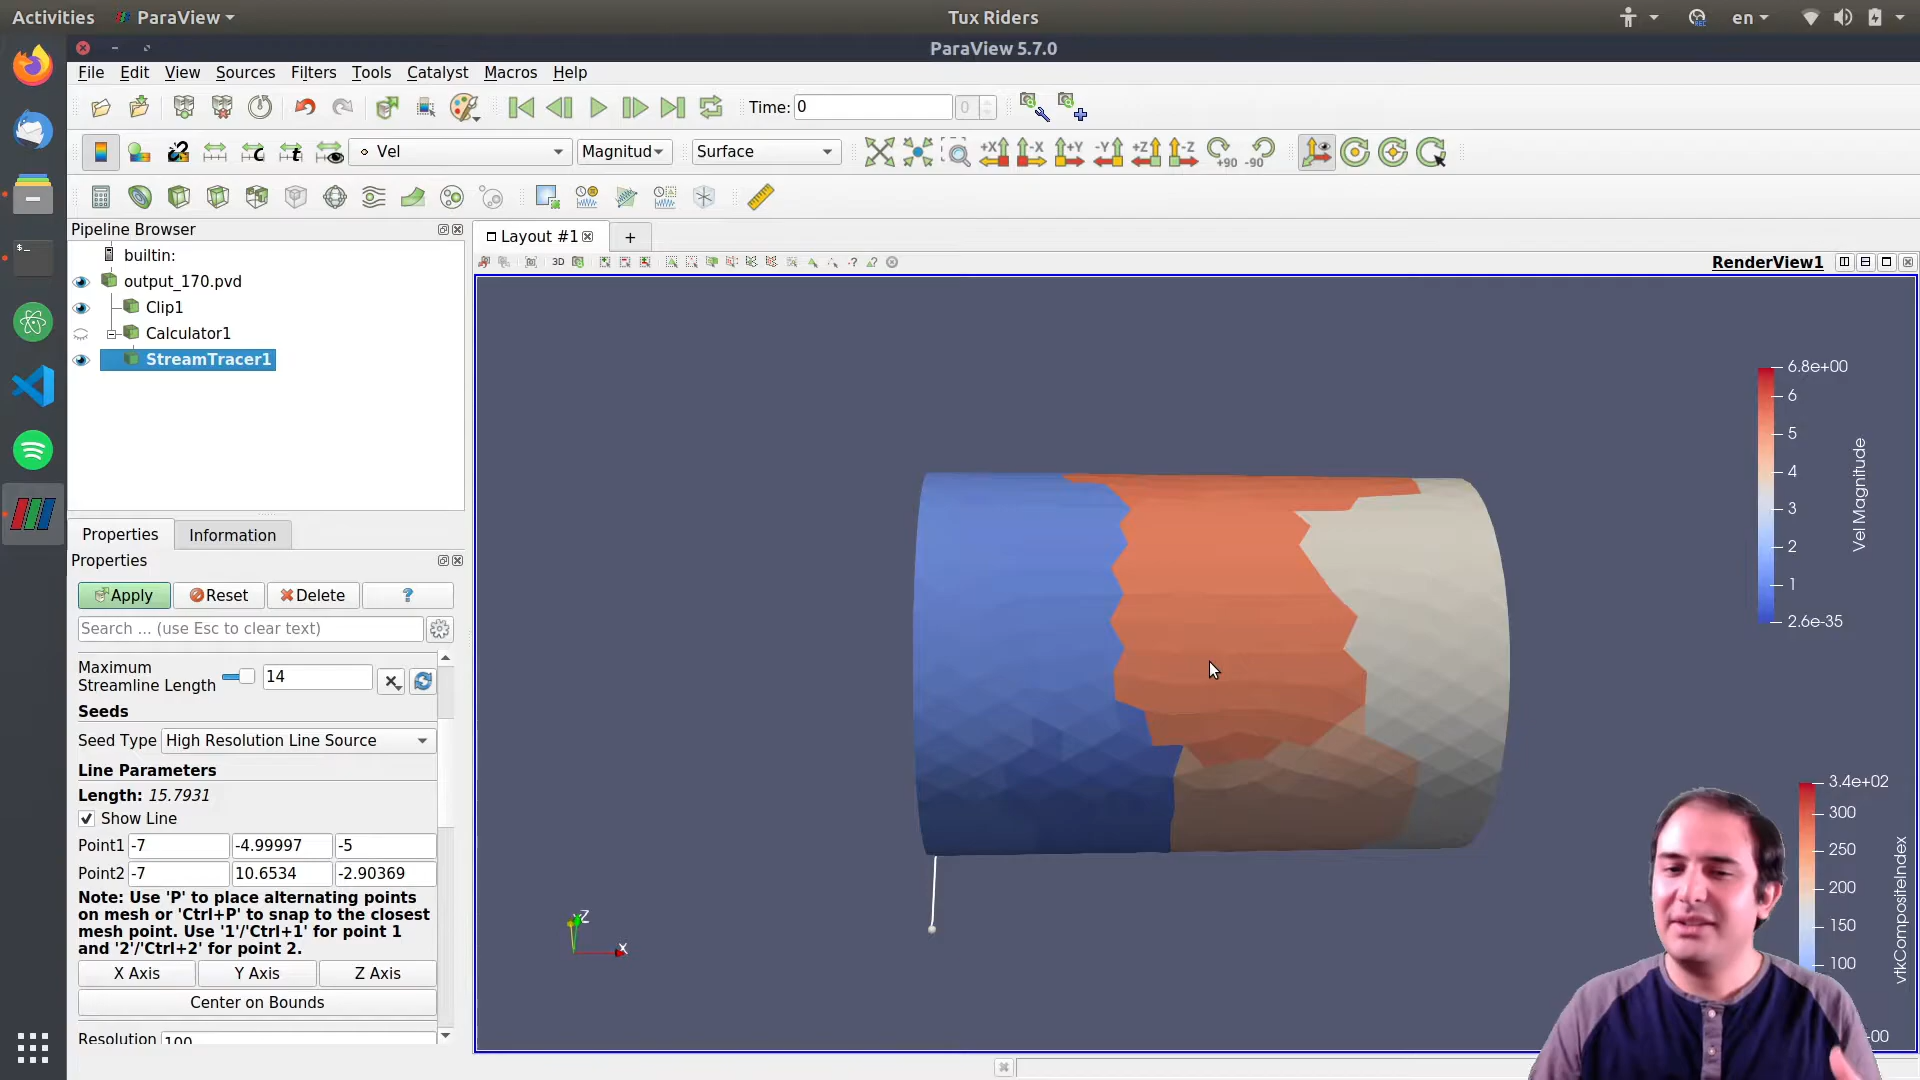 Activities ParaView Tux Riders en
ParaView 5.7.0
File Edit View Sources Filters Tools Catalyst Macros Help
Time: 0 0
Vel Magnitud Surface +X -X +Y -Y +Z -Z +90 -90
Pipeline Browser
Layout #1 +
builtin:
3D RenderView1
output_170.pvd
Clip1
Calculator1
StreamTracer1
Properties Information
Properties
Apply Reset Delete ?
Search ... (use Esc to clear text)
Maximum
Streamline Length 14
Seeds
Seed Type High Resolution Line Source
Line Parameters
Length: 15.7931
Show Line
Point1 -7 -4.99997 -5
Point2 -7 10.6534 -2.90369
Note: Use 'P' to place alternating points
on mesh or 'Ctrl+P' to snap to the closest
mesh point. Use '1'/'Ctrl+1' for point 1
and '2'/'Ctrl+2' for point 2.
X Axis Y Axis Z Axis
Center on Bounds
Resolution 100
6.8e+00
6
5
4
3
2
1
2.6e-35
Vel Magnitude
3.4e+02
300
250
200
150
100
vtkCompositeIndex
Z
X